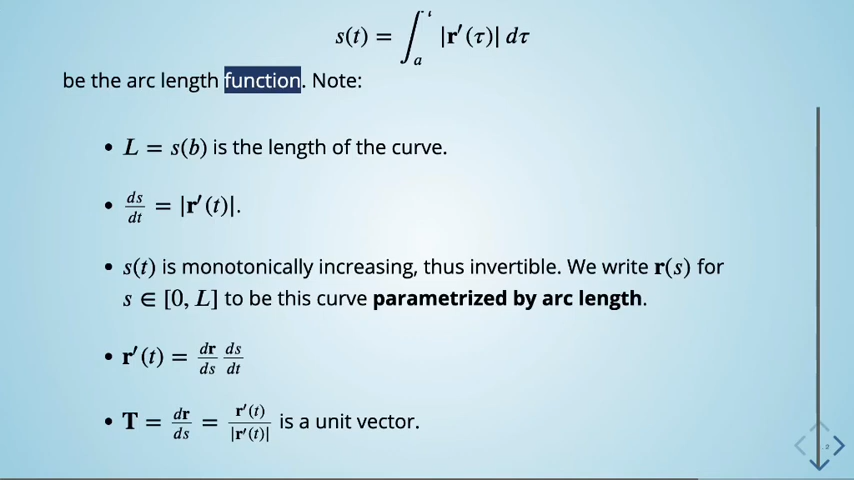 s(t) = ∫ₐᵗ |r′(τ)| dτ
be the arc length function. Note:
• L = s(b) is the length of the curve.
• ds/dt = |r′(t)|.
• s(t) is monotonically increasing, thus invertible. We write r(s) for
s ∈ [0, L] to be this curve parametrized by arc length.
• r′(t) = dr/ds ds/dt
• T = dr/ds = r′(t)/|r′(t)| is a unit vector.